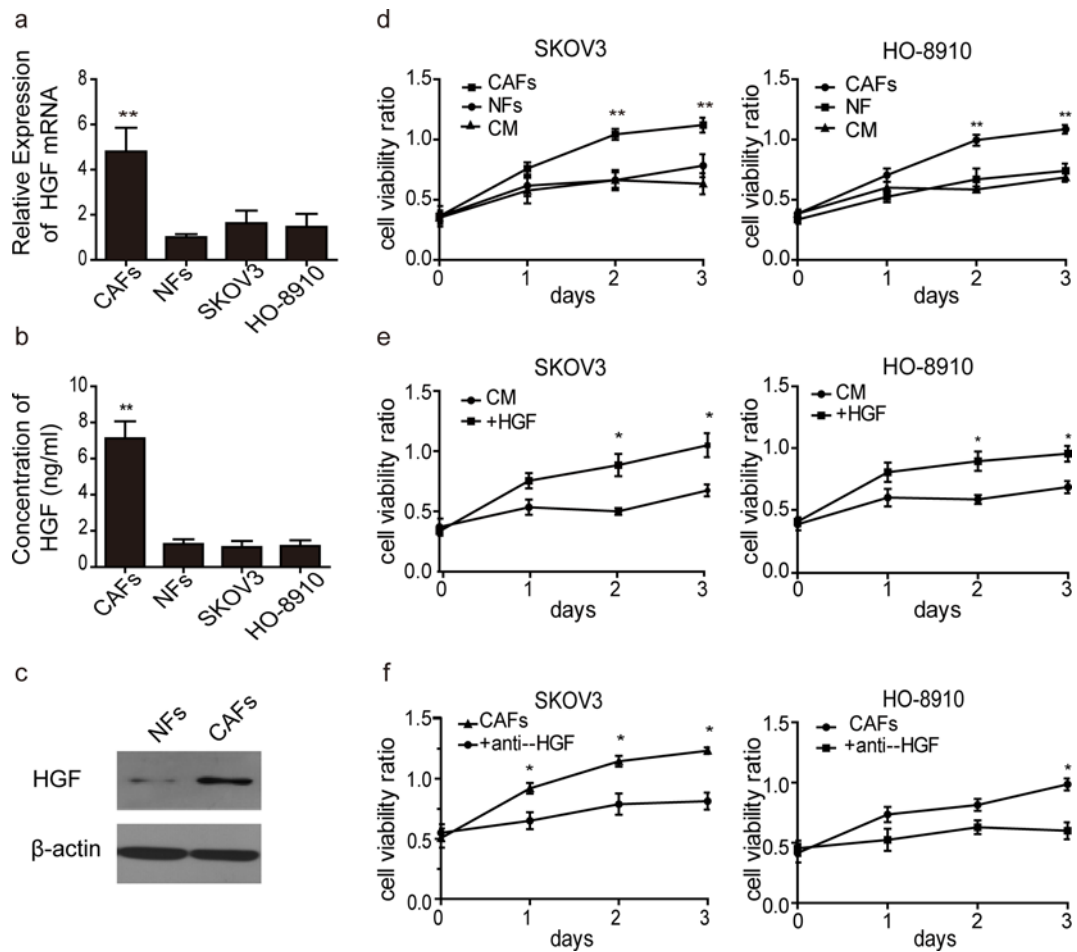 a
Relative Expression
of HGF mRNA
8
6
4
2
0
**
CAFs
NFs
SKOV3
HO-8910
b
Concentration of
HGF (ng/ml)
10
8
6
4
2
0
**
CAFs
NFs
SKOV3
HO-8910
c
NFs
CAFs
HGF
β-actin
d
SKOV3
cell viability ratio
1.5
1.0
0.5
0.0
CAFs
NFs
CM
**
**
0
1
2
3
days
HO-8910
cell viability ratio
1.5
1.0
0.5
0.0
CAFs
NF
CM
**
**
0
1
2
3
days
e
SKOV3
cell viability ratio
1.5
1.0
0.5
0.0
CM
+HGF
*
*
0
1
2
3
days
HO-8910
cell viability ratio
1.5
1.0
0.5
0.0
CM
+HGF
*
*
0
1
2
3
days
f
SKOV3
cell viability ratio
1.5
1.0
0.5
0.0
CAFs
+anti--HGF
*
*
*
0
1
2
3
days
HO-8910
cell viability ratio
1.5
1.0
0.5
0.0
CAFs
+anti--HGF
*
0
1
2
3
days